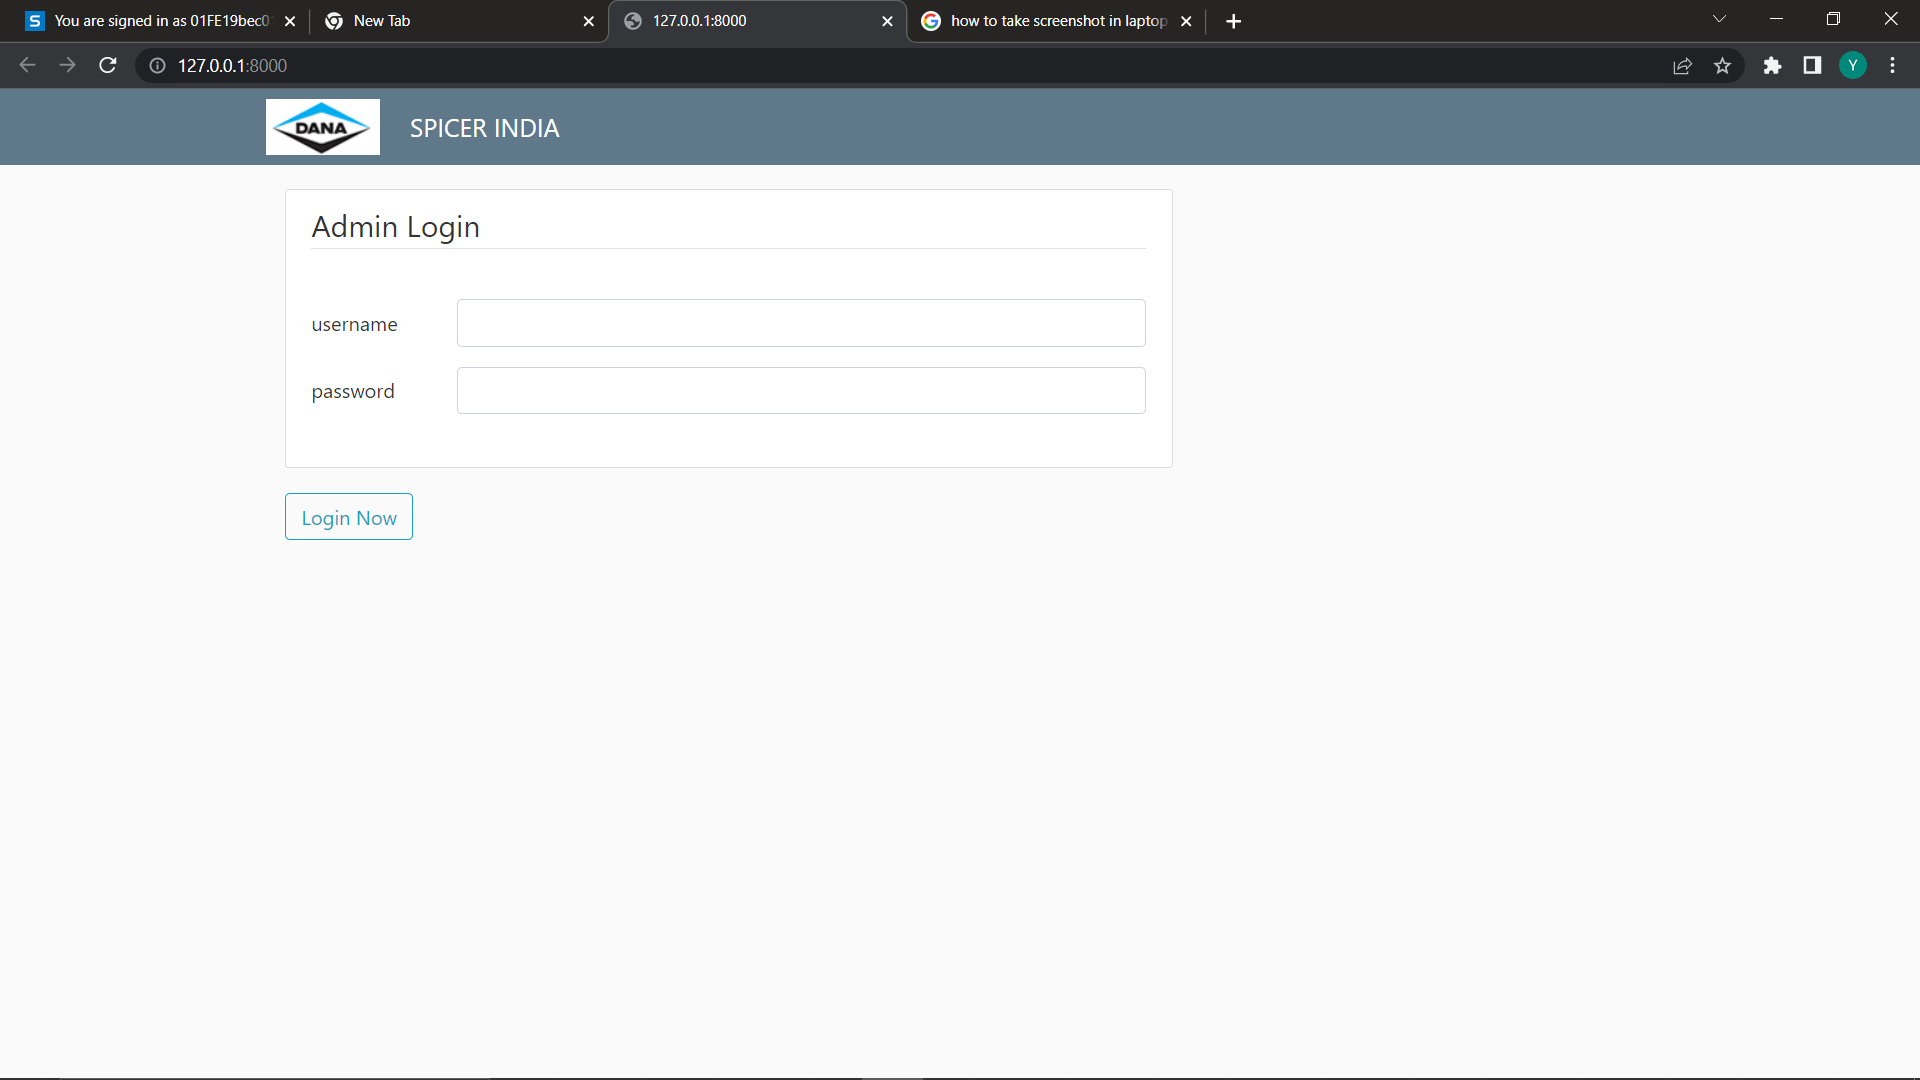 You are signed in as 01FE19bec0
New Tab
127.0.0.1:8000
how to take screenshot in laptop
127.0.0.1:8000
Y
DANA
SPICER INDIA
Admin Login
username
password
Login Now